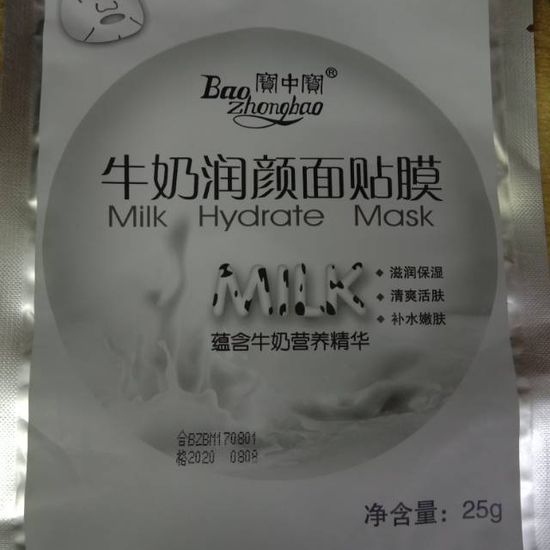 寶中寶®
Bao
Zhongbao
牛奶润颜面贴膜
Milk Hydrate Mask
MILK
◆ 滋润保湿
◆ 清爽活肤
◆ 补水嫩肤
蕴含牛奶营养精华
合BZBM170801
格2020 0808
净含量：25g